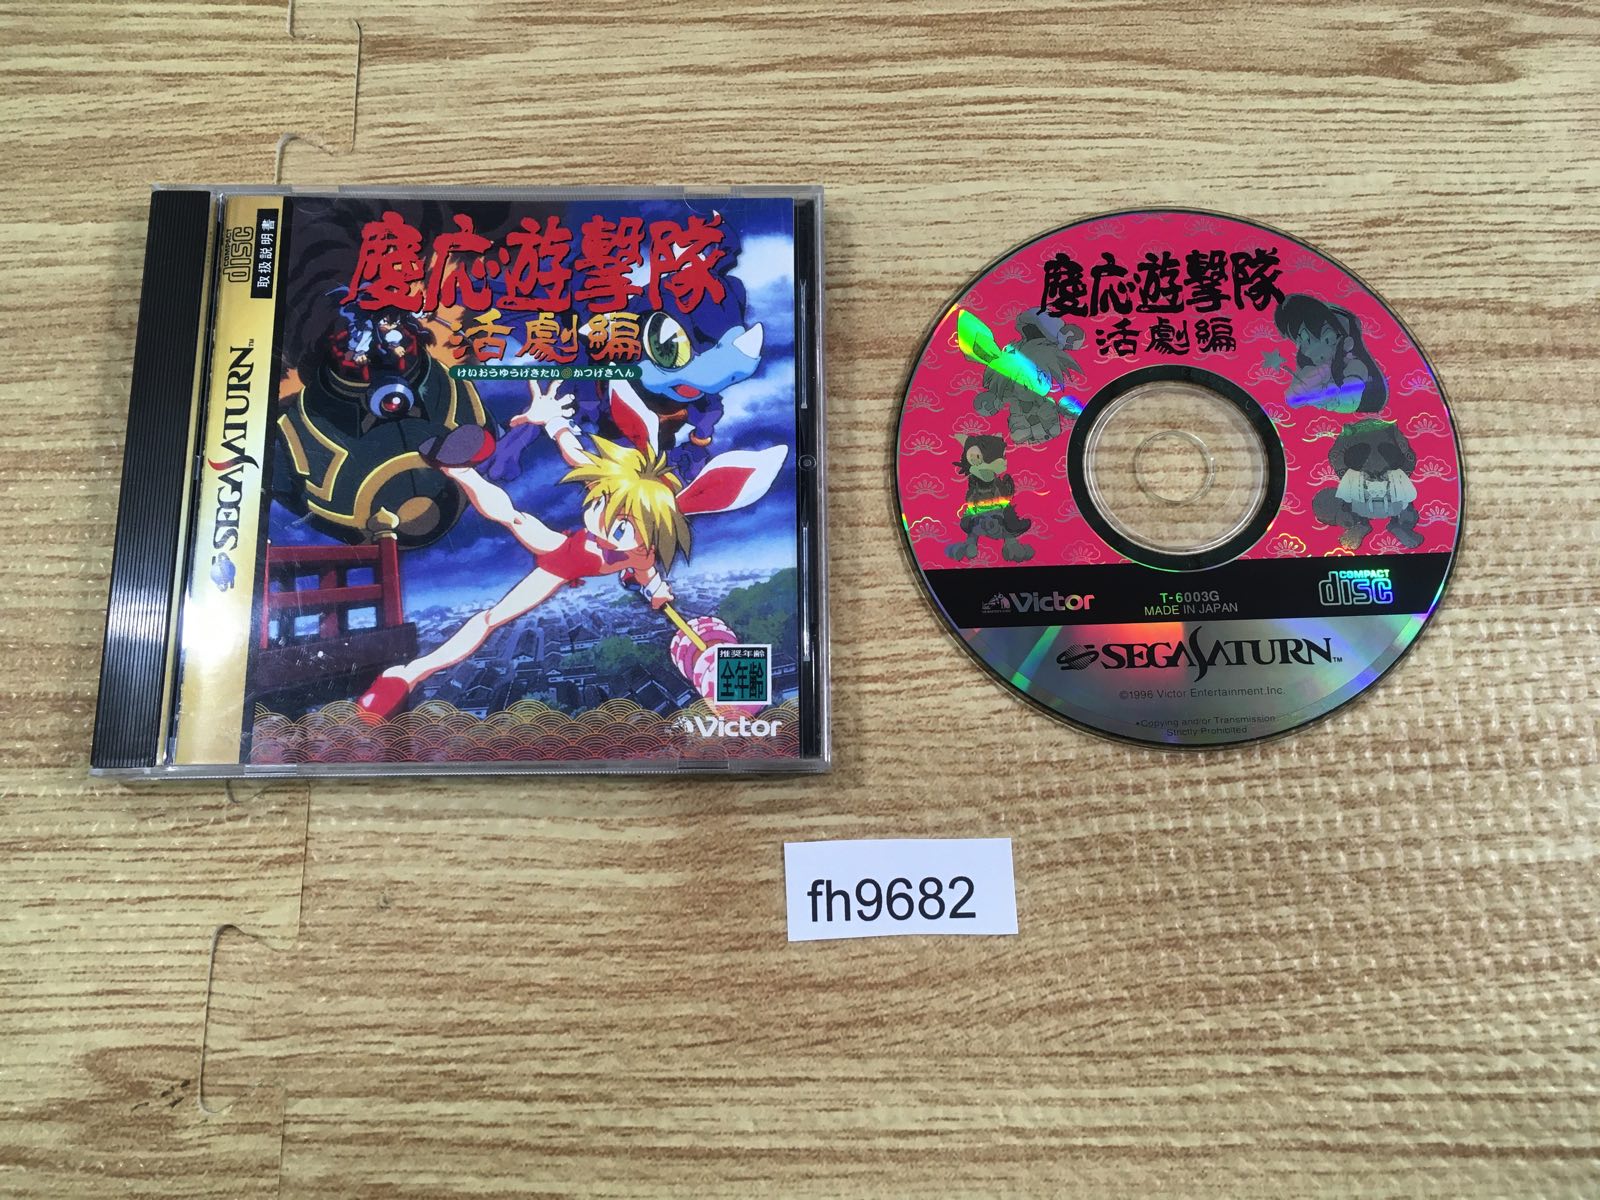 COMPACT
disc
取扱説明書
SEGA SATURN™
慶応遊撃隊
活劇編
けいおうゆうげきたい かつげきへん
推奨年齢
全年齢
Victor
慶応遊撃隊
活劇編
Victor
T-6003G
MADE IN JAPAN
COMPACT
disc
SEGA SATURN™
©1996 Victor Entertainment.Inc.
•Copying and/or Transmission
Strictly Prohibited
fh9682